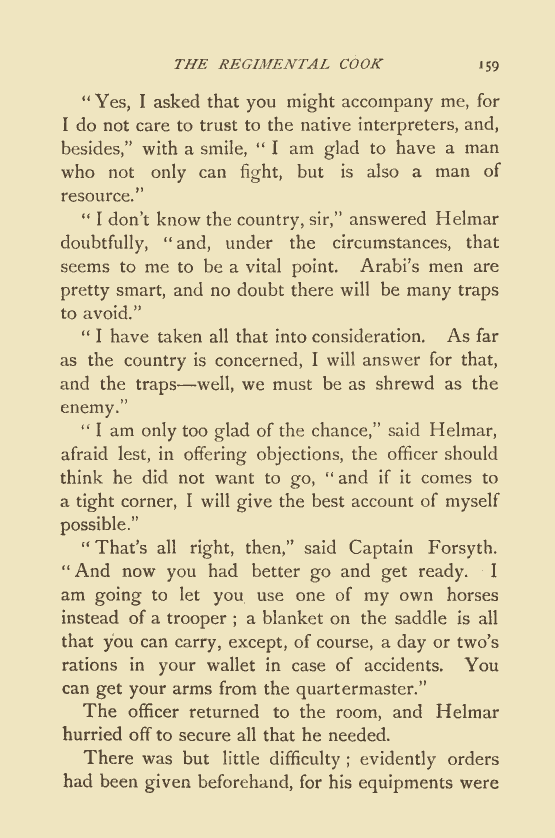 THE REGIMENTAL COOK 159
“Yes, I asked that you might accompany me, for
I do not care to trust to the native interpreters, and,
besides,” with a smile, “I am glad to have a man
who not only can fight, but is also a man of
resource.”
“I don’t know the country, sir,” answered Helmar
doubtfully, “and, under the circumstances, that
seems to me to be a vital point. Arabi’s men are
pretty smart, and no doubt there will be many traps
to avoid.”
“I have taken all that into consideration. As far
as the country is concerned, I will answer for that,
and the traps—well, we must be as shrewd as the
enemy.”
“I am only too glad of the chance,” said Helmar,
afraid lest, in offering objections, the officer should
think he did not want to go, “and if it comes to
a tight corner, I will give the best account of myself
possible.”
“That’s all right, then,” said Captain Forsyth.
“And now you had better go and get ready. I
am going to let you use one of my own horses
instead of a trooper; a blanket on the saddle is all
that you can carry, except, of course, a day or two’s
rations in your wallet in case of accidents. You
can get your arms from the quartermaster.”
The officer returned to the room, and Helmar
hurried off to secure all that he needed.
There was but little difficulty; evidently orders
had been given beforehand, for his equipments were